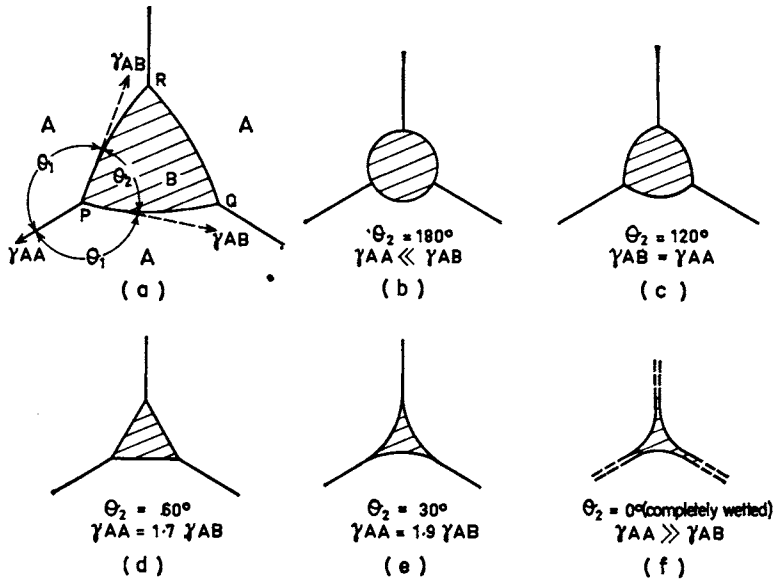 γAB
R
A
A
θ1
θ2
B
P
Q
γAA
θ1
A
γAB
(a)
θ2 = 180°
γAA ≪ γAB
(b)
θ2 = 120°
γAB = γAA
(c)
θ2 = 60°
γAA = 1·7 γAB
(d)
θ2 = 30°
γAA = 1·9 γAB
(e)
θ2 = 0° (completely wetted)
γAA ≫ γAB
(f)